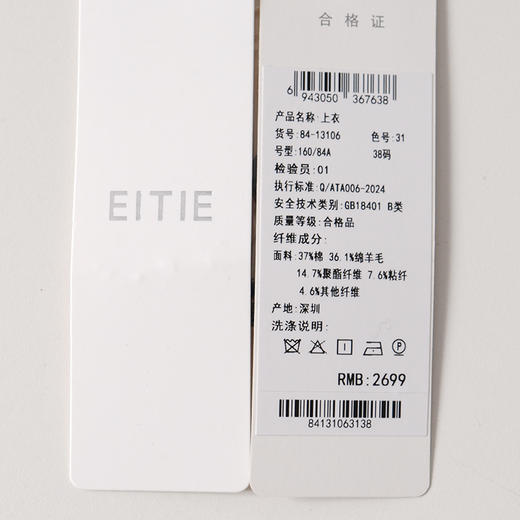 EITIE
合格证
6 943050 367638
产品名称:上衣
货号:84-13106 色号:31
号型:160/84A 38码
检验员:01
执行标准:Q/ATA006-2024
安全技术类别:GB18401 B类
质量等级:合格品
纤维成分:
面料:37%棉 36.1%绵羊毛
14.7%聚酯纤维 7.6%粘纤
4.6%其他纤维
产地:深圳
洗涤说明:
P
RMB:2699
84131063138